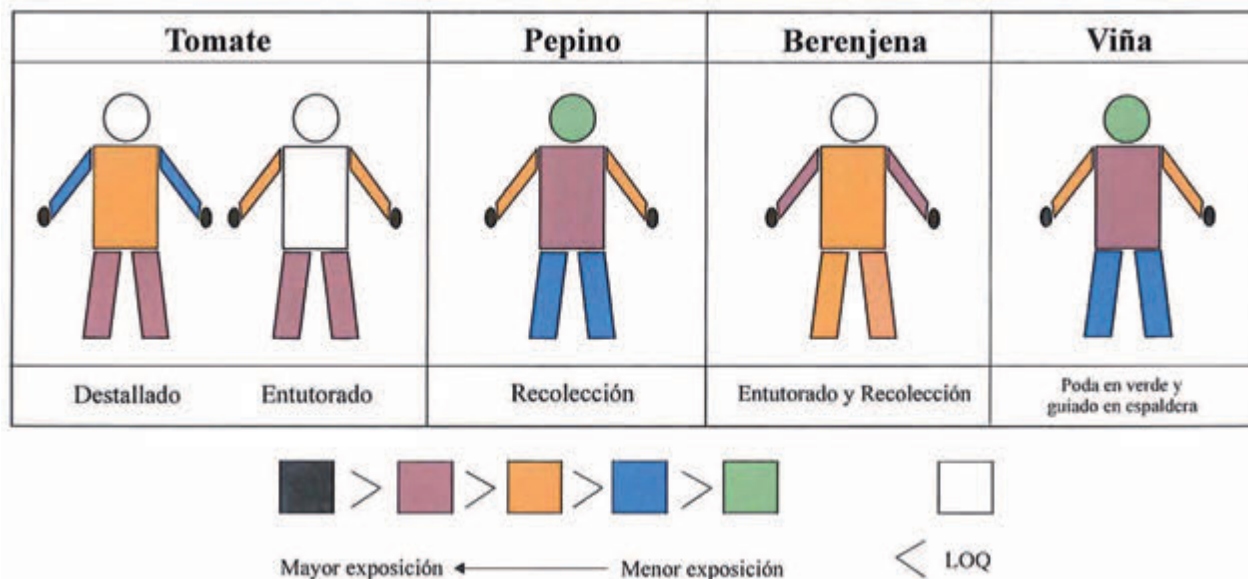 Tomate
Pepino
Berenjena
Viña
Destallado
Entutorado
Recolección
Entutorado y Recolección
Poda en verde y
guiado en espaldera
> > > >
Mayor exposición ← Menor exposición
< LOQ